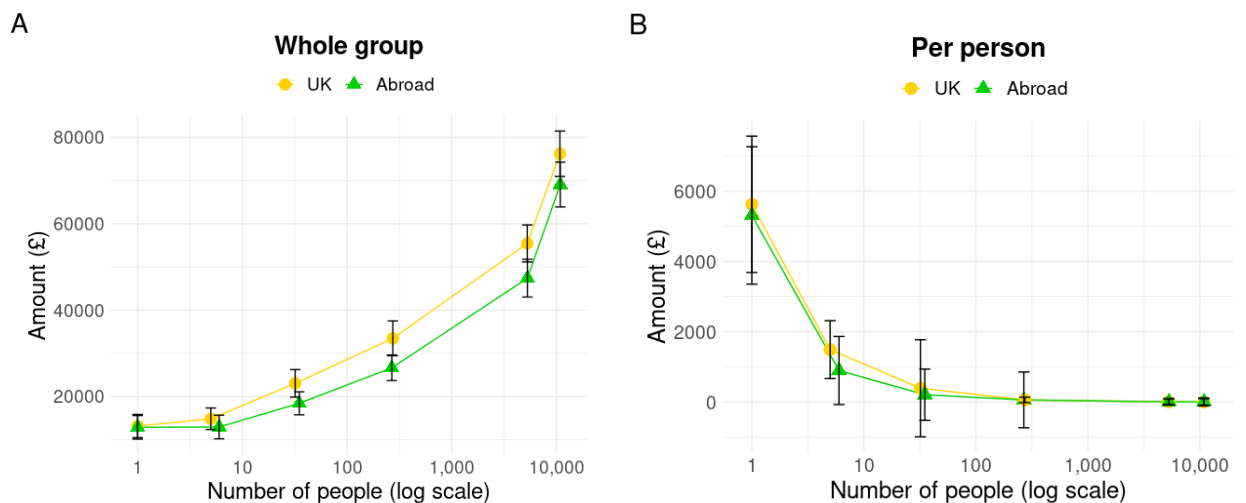 A
Whole group
UK Abroad
80000
60000
40000
20000
Amount (£)
1 10 100 1,000 10,000
Number of people (log scale)
B
Per person
UK Abroad
6000
4000
2000
0
Amount (£)
1 10 100 1,000 10,000
Number of people (log scale)